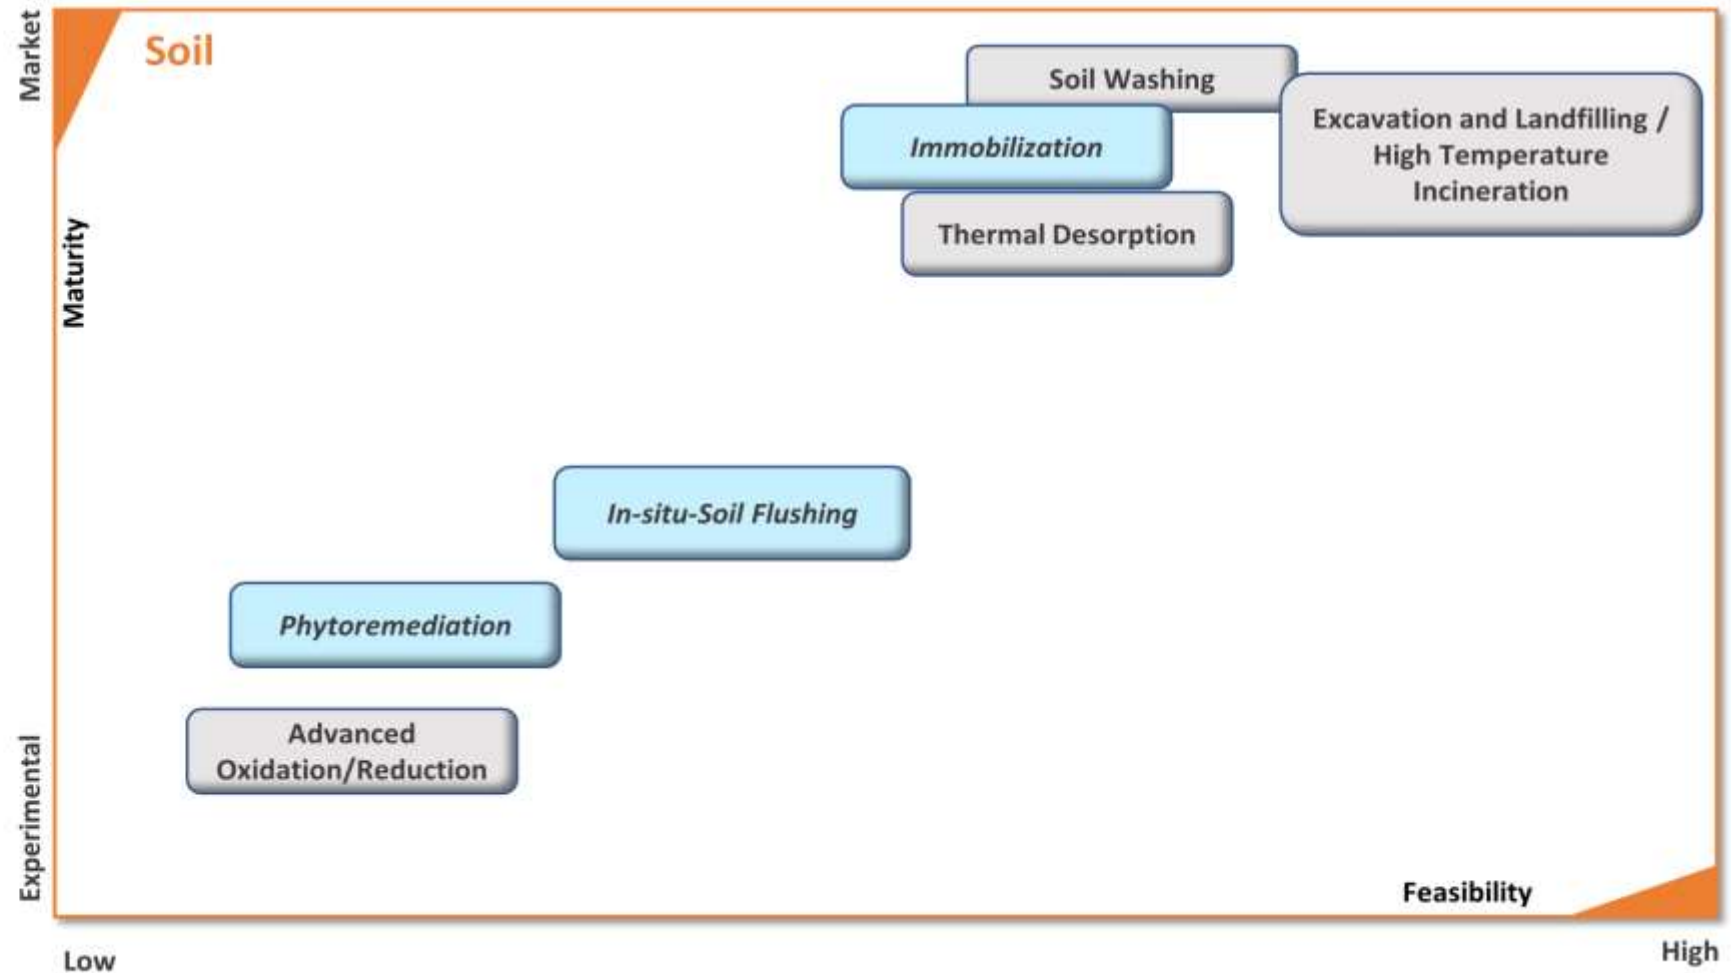 Market
Soil
Soil Washing
Excavation and Landfilling /
High Temperature
Incineration
Immobilization
Thermal Desorption
Maturity
In-situ-Soil Flushing
Phytoremediation
Advanced
Oxidation/Reduction
Experimental
Feasibility
Low
High